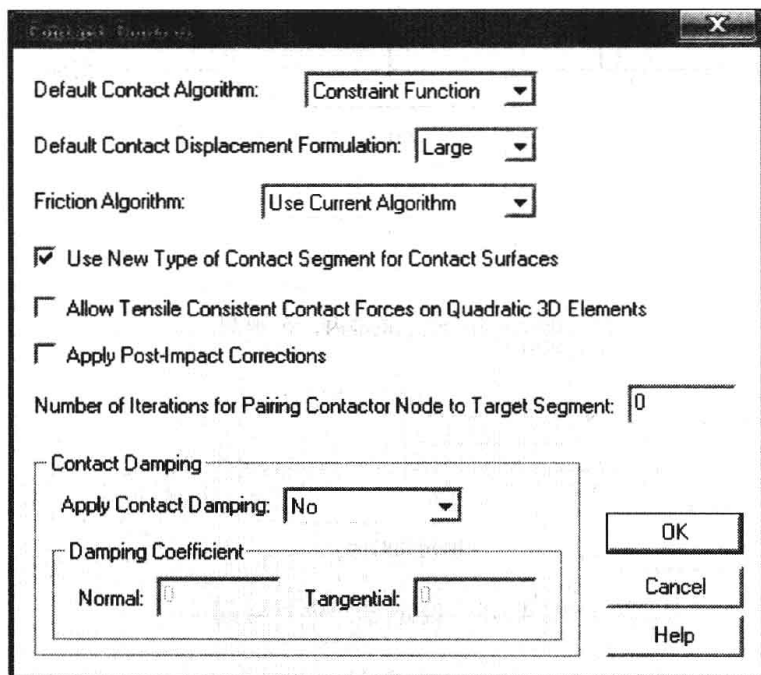 Default Contact Algorithm: Constraint Function
Default Contact Displacement Formulation: Large
Friction Algorithm: Use Current Algorithm
Use New Type of Contact Segment for Contact Surfaces
Allow Tensile Consistent Contact Forces on Quadratic 3D Elements
Apply Post-Impact Corrections
Number of Iterations for Pairing Contactor Node to Target Segment: 0
Contact Damping
Apply Contact Damping: No
Damping Coefficient
Normal: 0 Tangential: 0
OK
Cancel
Help